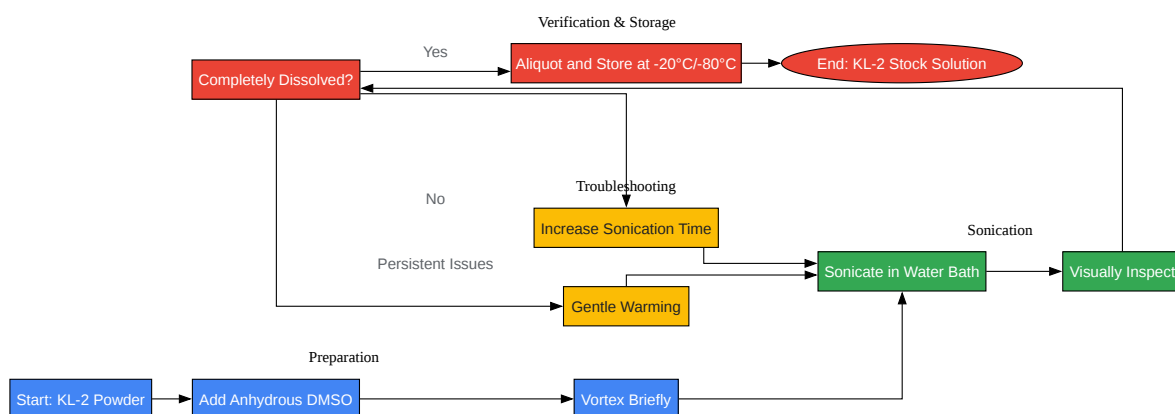 Verification & Storage
Yes
Completely Dissolved?
Aliquot and Store at -20°C/-80°C
End: KL-2 Stock Solution
Troubleshooting
No
Increase Sonication Time
Sonication
Persistent Issues
Sonicate in Water Bath
Visually Inspect
Gentle Warming
Preparation
Start: KL-2 Powder
Add Anhydrous DMSO
Vortex Briefly